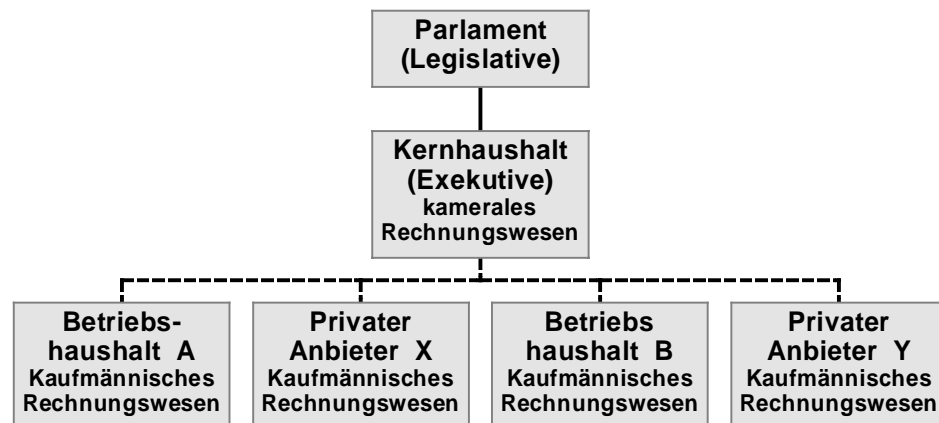 Parlament
(Legislative)
Kernhaushalt
(Exekutive)
kamerales
Rechnungswesen
Betriebs-
haushalt A
Kaufmännisches
Rechnungswesen
Privater
Anbieter X
Kaufmännisches
Rechnungswesen
Betriebs
haushalt B
Kaufmännisches
Rechnungswesen
Privater
Anbieter Y
Kaufmännisches
Rechnungswesen